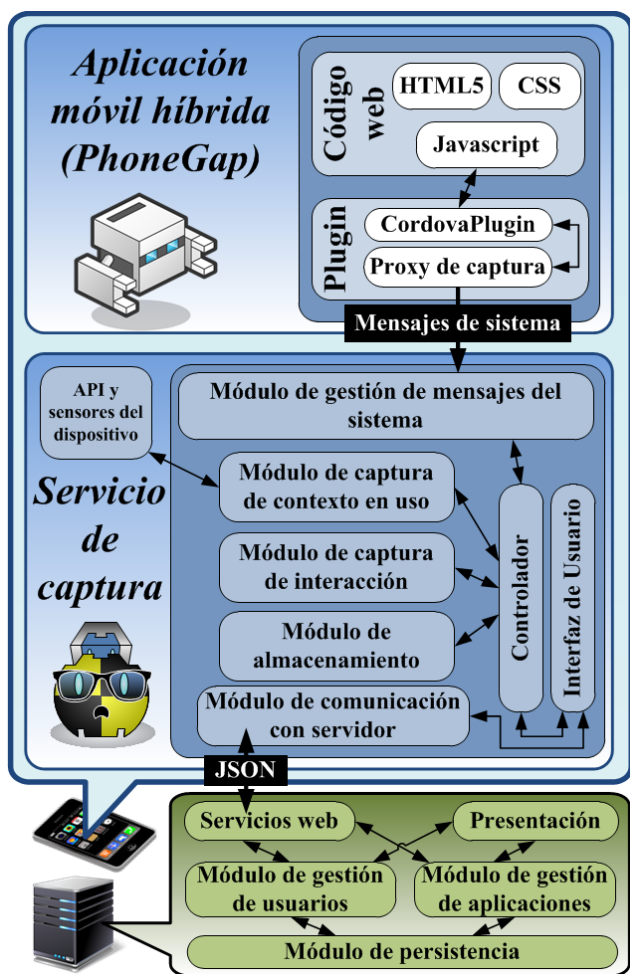 Aplicación
móvil híbrida
(PhoneGap)
Código
web
HTML5
CSS
Javascript
Plugin
CordovaPlugin
Proxy de captura
Mensajes de sistema
API y
sensores del
dispositivo
Servicio
de
captura
Módulo de gestión de mensajes del
sistema
Módulo de captura
de contexto en uso
Módulo de captura
de interacción
Módulo de
almacenamiento
Módulo de comunicación
con servidor
Controlador
Interfaz de Usuario
JSON
Servicios web
Presentación
Módulo de gestión
de usuarios
Módulo de gestión
de aplicaciones
Módulo de persistencia